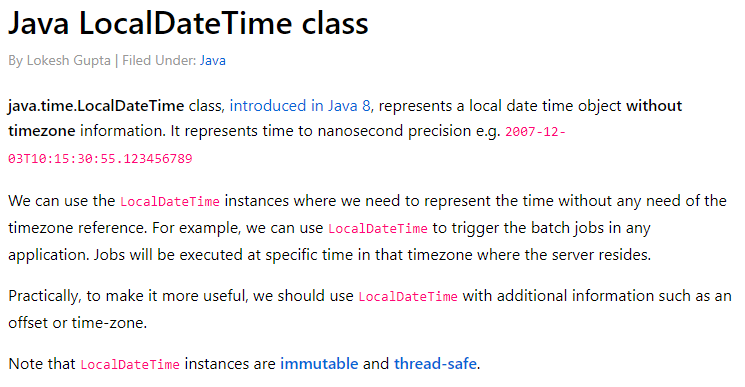 Java LocalDateTime class
By Lokesh Gupta | Filed Under: Java
java.time.LocalDateTime class, introduced in Java 8, represents a local date time object without
timezone information. It represents time to nanosecond precision e.g. 2007-12-
03T10:15:30:55.123456789
We can use the LocalDateTime instances where we need to represent the time without any need of the
timezone reference. For example, we can use LocalDateTime to trigger the batch jobs in any
application. Jobs will be executed at specific time in that timezone where the server resides.
Practically, to make it more useful, we should use LocalDateTime with additional information such as an
offset or time-zone.
Note that LocalDateTime instances are immutable and thread-safe.